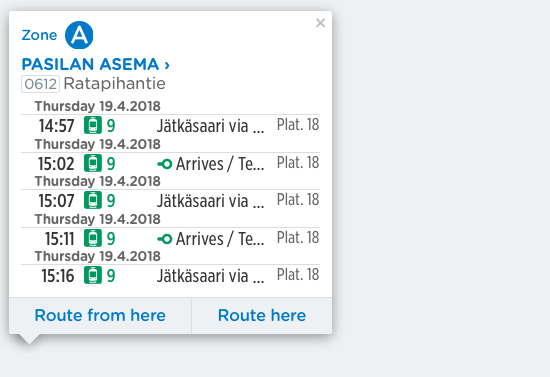 ×
Zone A
PASILAN ASEMA ›
0612 Ratapihantie
Thursday 19.4.2018
14:57 9 Jätkäsaari via ... Plat. 18
Thursday 19.4.2018
15:02 9 Arrives / Te... Plat. 18
Thursday 19.4.2018
15:07 9 Jätkäsaari via ... Plat. 18
Thursday 19.4.2018
15:11 9 Arrives / Te... Plat. 18
Thursday 19.4.2018
15:16 9 Jätkäsaari via ... Plat. 18
Route from here Route here